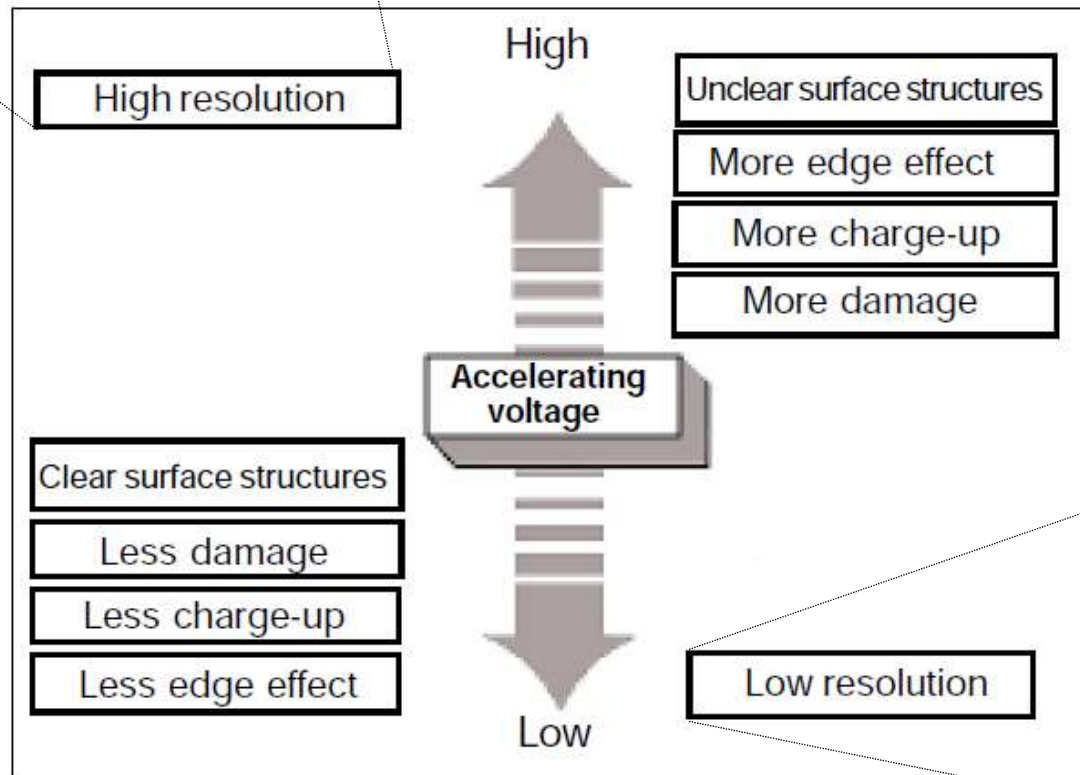 High
High resolution
Unclear surface structures
More edge effect
More charge-up
More damage
Accelerating
voltage
Clear surface structures
Less damage
Less charge-up
Less edge effect
Low resolution
Low